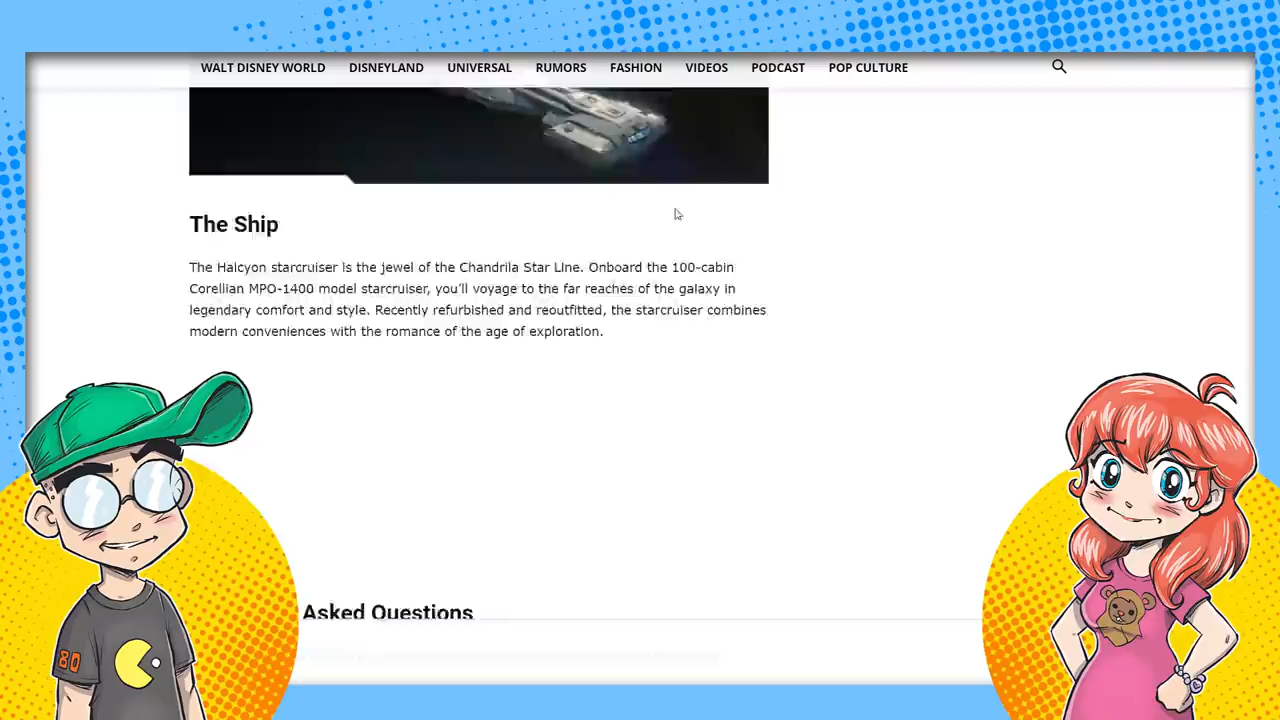 WALT DISNEY WORLD DISNEYLAND UNIVERSAL RUMORS FASHION VIDEOS PODCAST POP CULTURE
The Ship
The Halcyon starcruiser is the jewel of the Chandrila Star Line. Onboard the 100-cabin
Corellian MPO-1400 model starcruiser, you'll voyage to the far reaches of the galaxy in
legendary comfort and style. Recently refurbished and reoutfitted, the starcruiser combines
modern conveniences with the romance of the age of exploration.
Asked Questions
80